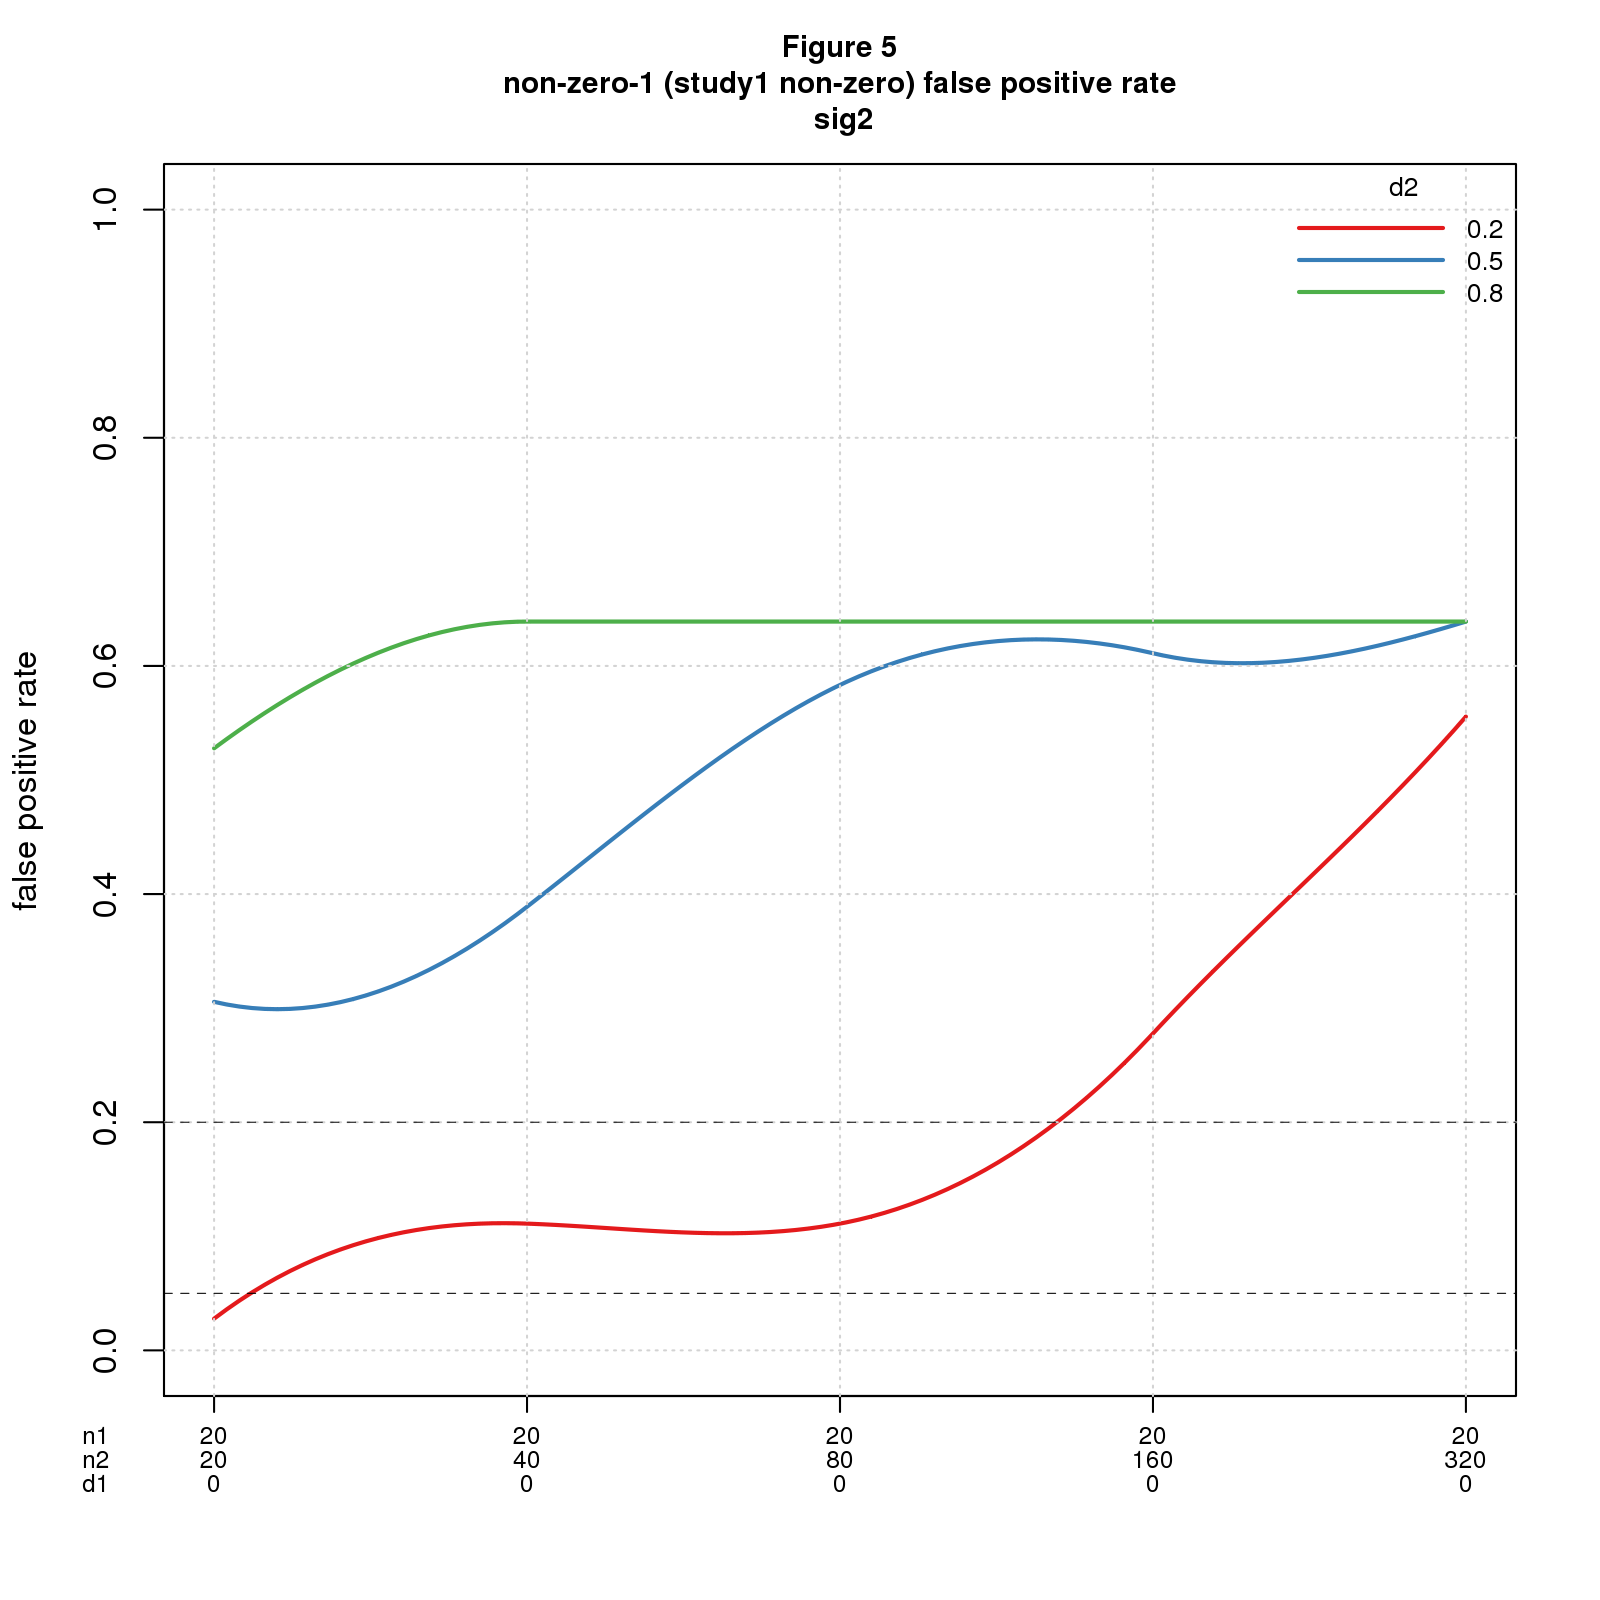 Figure 5
non-zero-1 (study1 non-zero) false positive rate
sig2
d2
0.2
0.5
0.8
1.0
0.8
0.6
0.4
0.2
0.0
false positive rate
n1 20 20 20 20 20
n2 20 40 80 160 320
d1 0 0 0 0 0